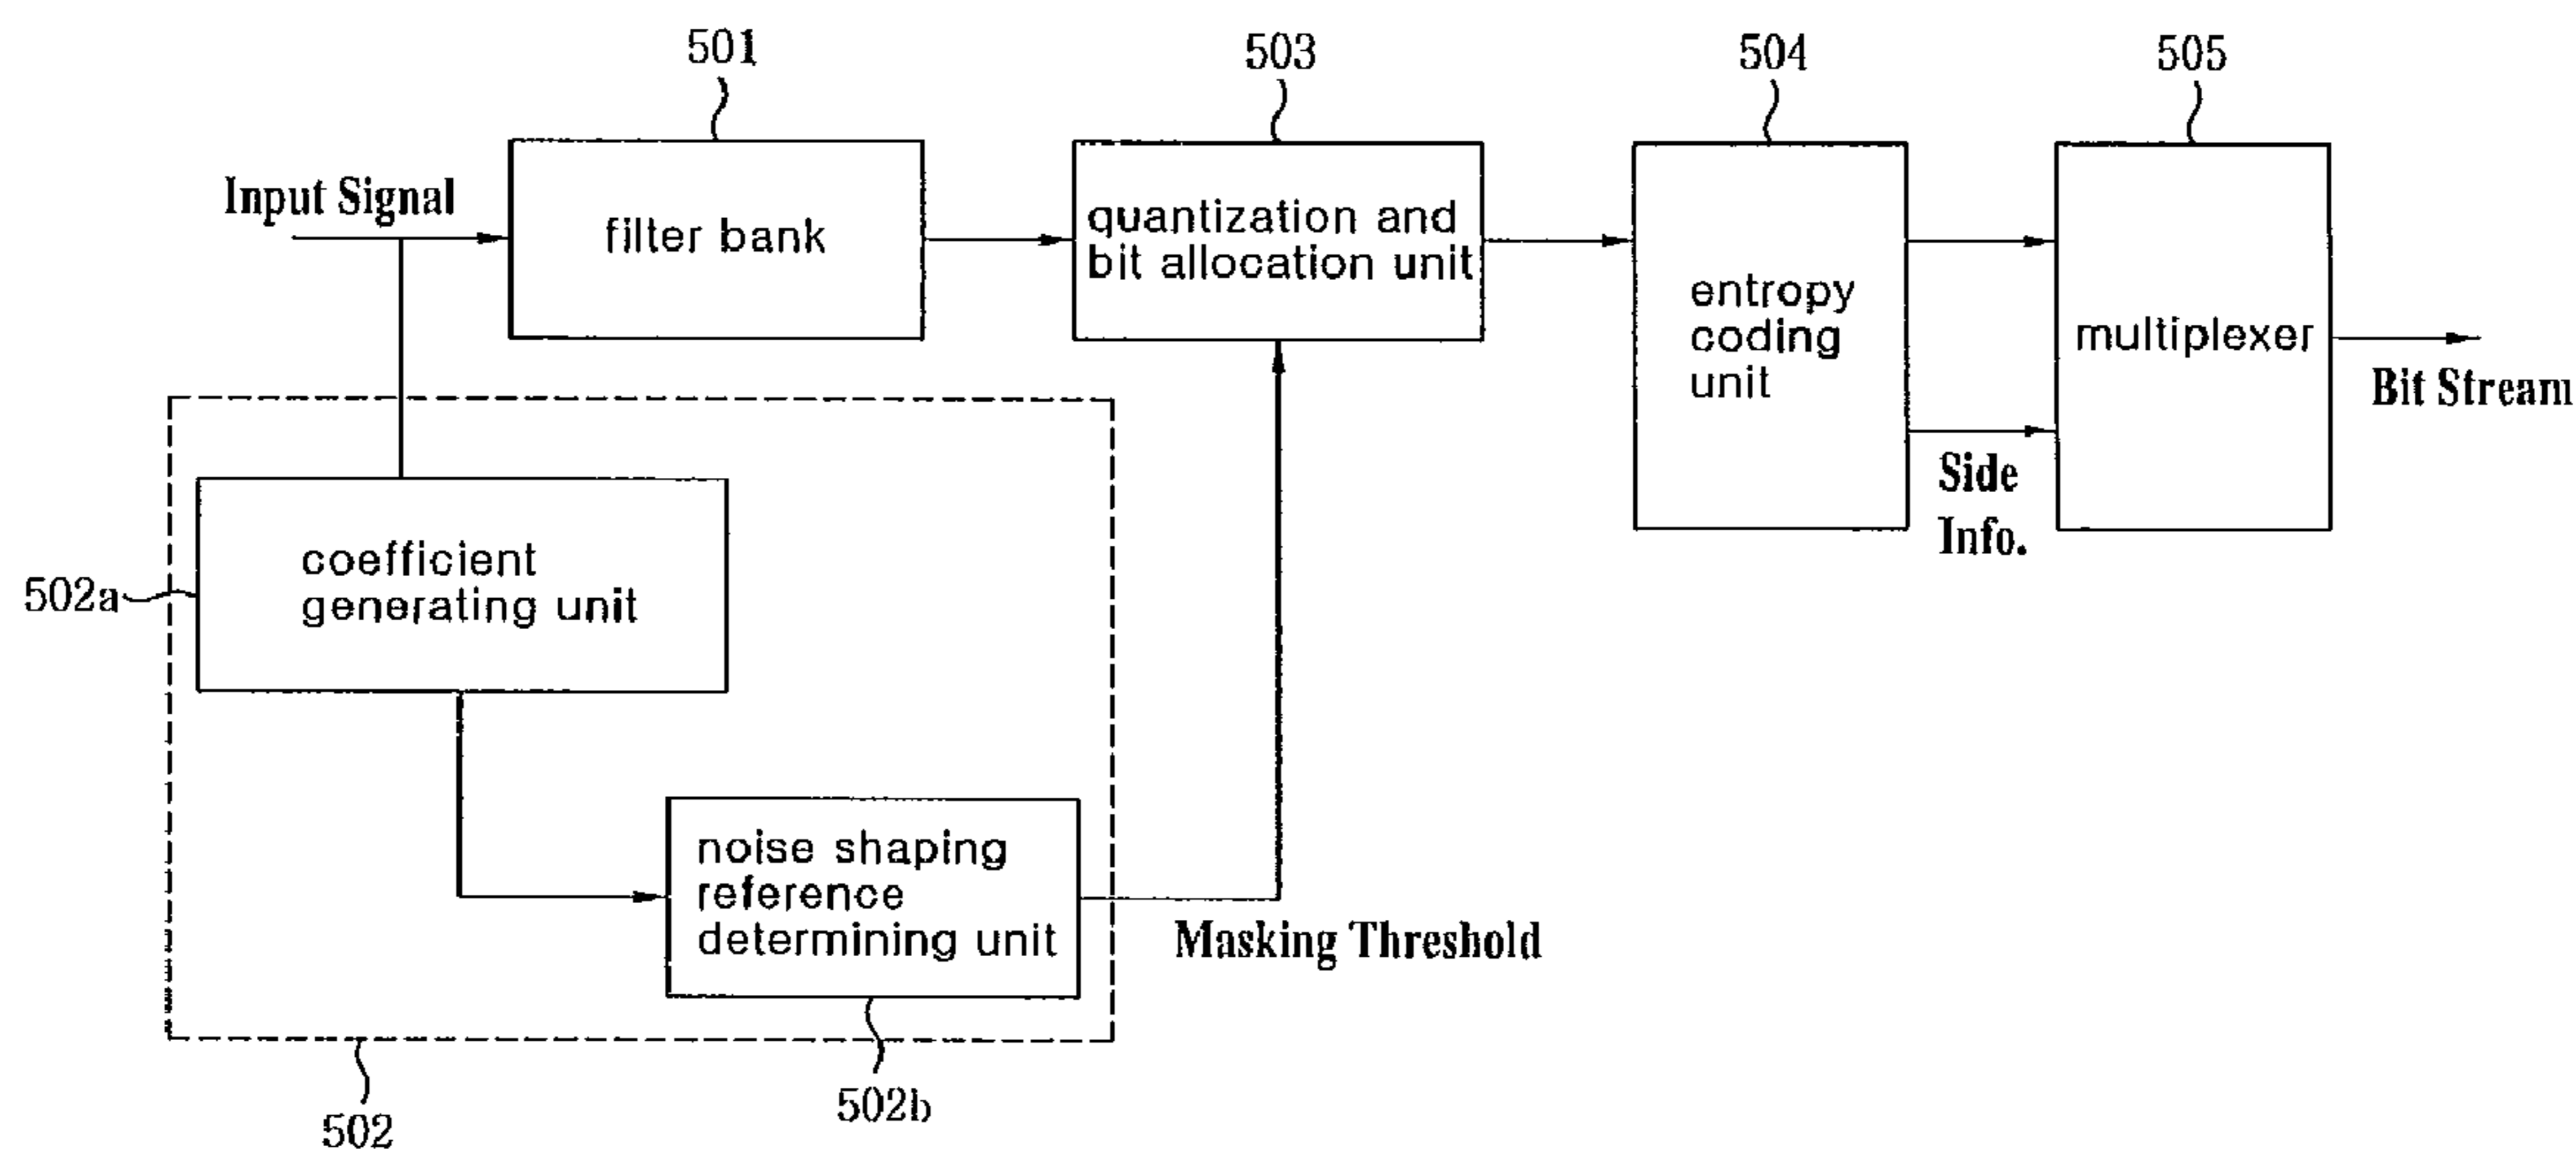 501
503
504
505
Input Signal
filter bank
quantization and
bit allocation unit
entropy
coding
unit
multiplexer
Bit Stream
Side
Info.
coefficient
generating unit
502a
noise shaping
reference
determining unit
Masking Threshold
502b
502